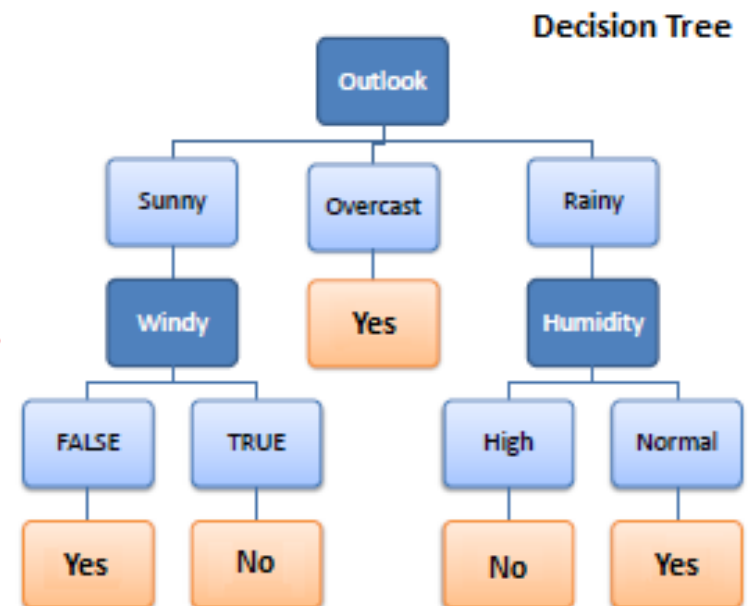 Decision Tree
Outlook
Sunny
Overcast
Rainy
Windy
Yes
Humidity
FALSE
TRUE
High
Normal
Yes
No
No
Yes